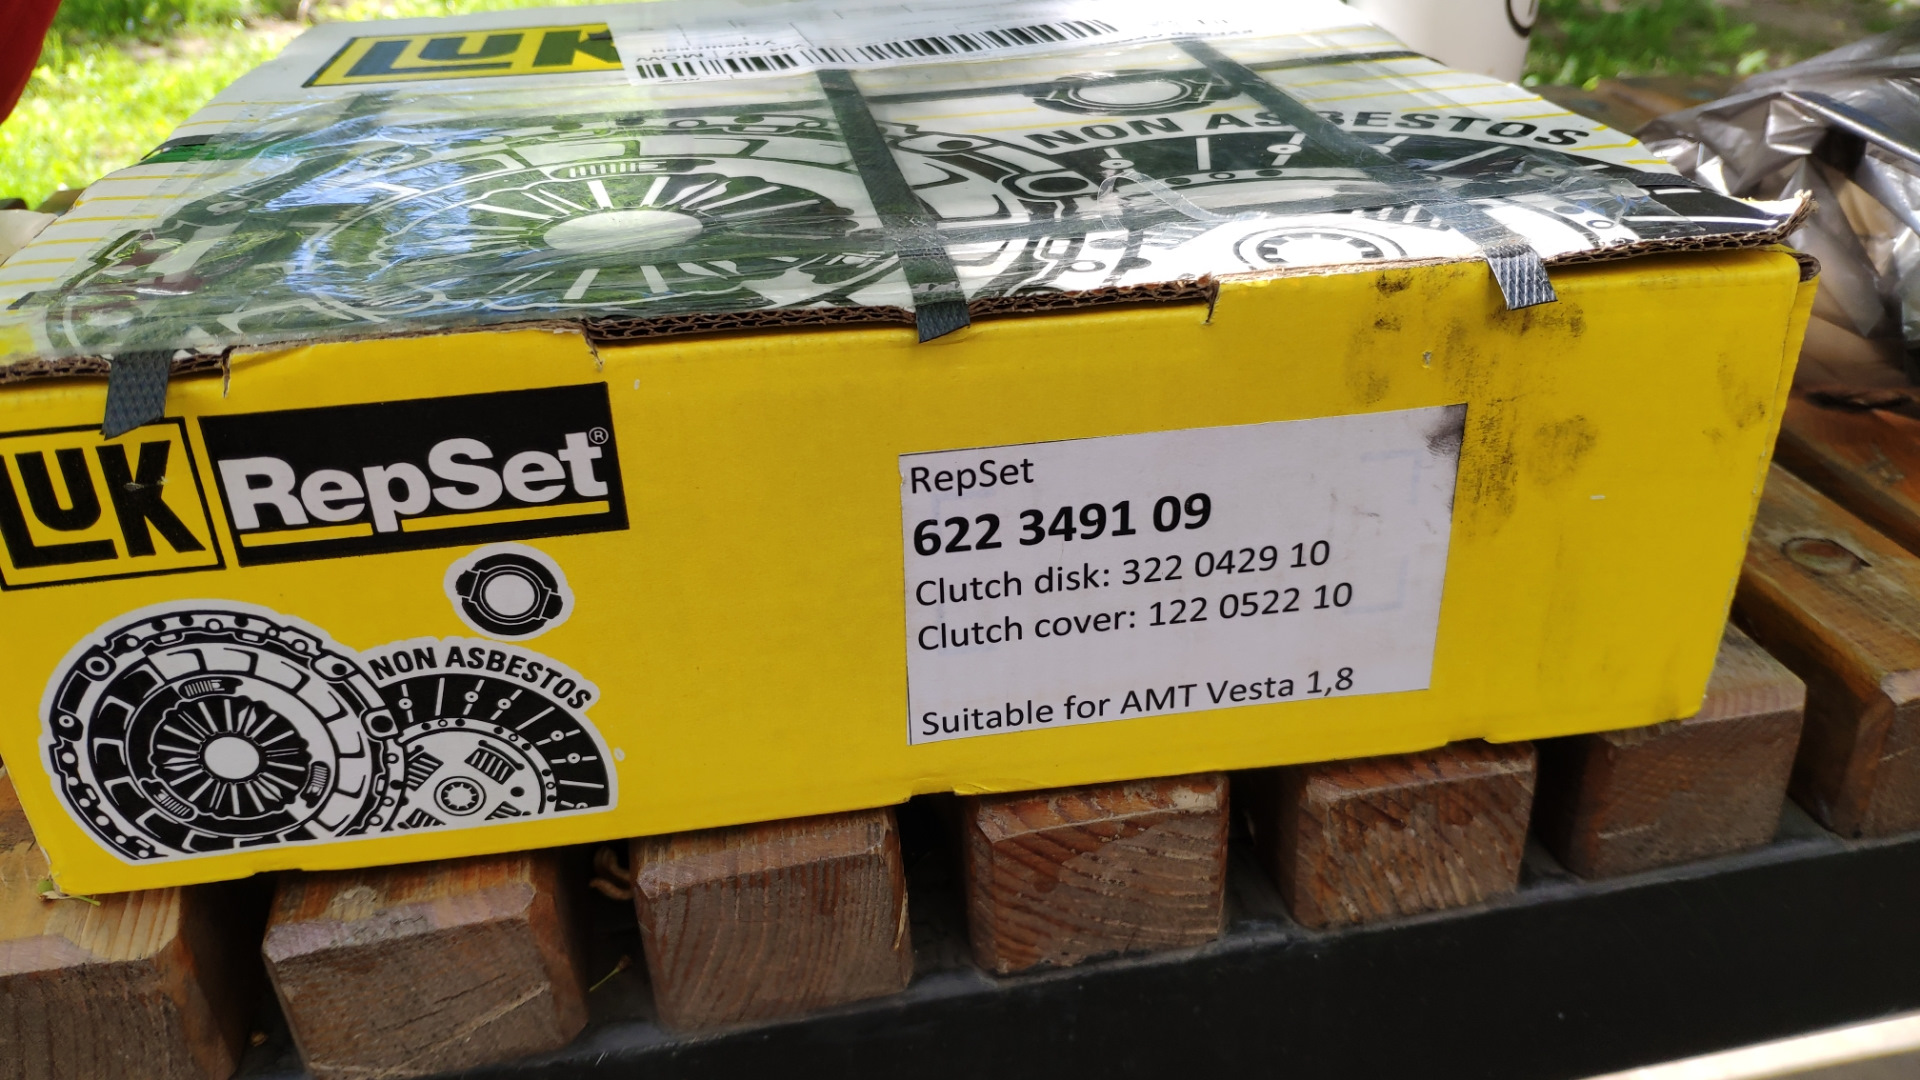 LUK
NON ASBESTOS
LUK RepSet®
NON ASBESTOS
RepSet
622 3491 09
Clutch disk: 322 0429 10
Clutch cover: 122 0522 10
Suitable for AMT Vesta 1,8